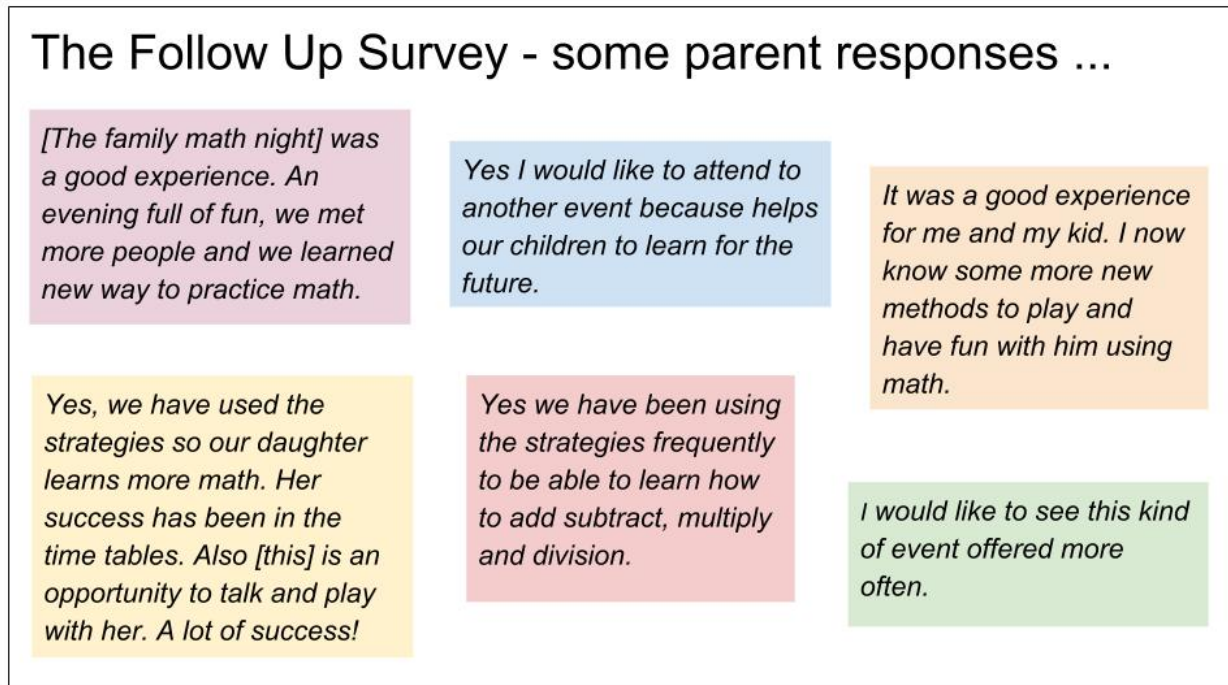 The Follow Up Survey - some parent responses ...
[The family math night] was
a good experience. An
evening full of fun, we met
more people and we learned
new way to practice math.
Yes I would like to attend to
another event because helps
our children to learn for the
future.
It was a good experience
for me and my kid. I now
know some more new
methods to play and
have fun with him using
math.
Yes, we have used the
strategies so our daughter
learns more math. Her
success has been in the
time tables. Also [this] is an
opportunity to talk and play
with her. A lot of success!
Yes we have been using
the strategies frequently
to be able to learn how
to add subtract, multiply
and division.
I would like to see this kind
of event offered more
often.